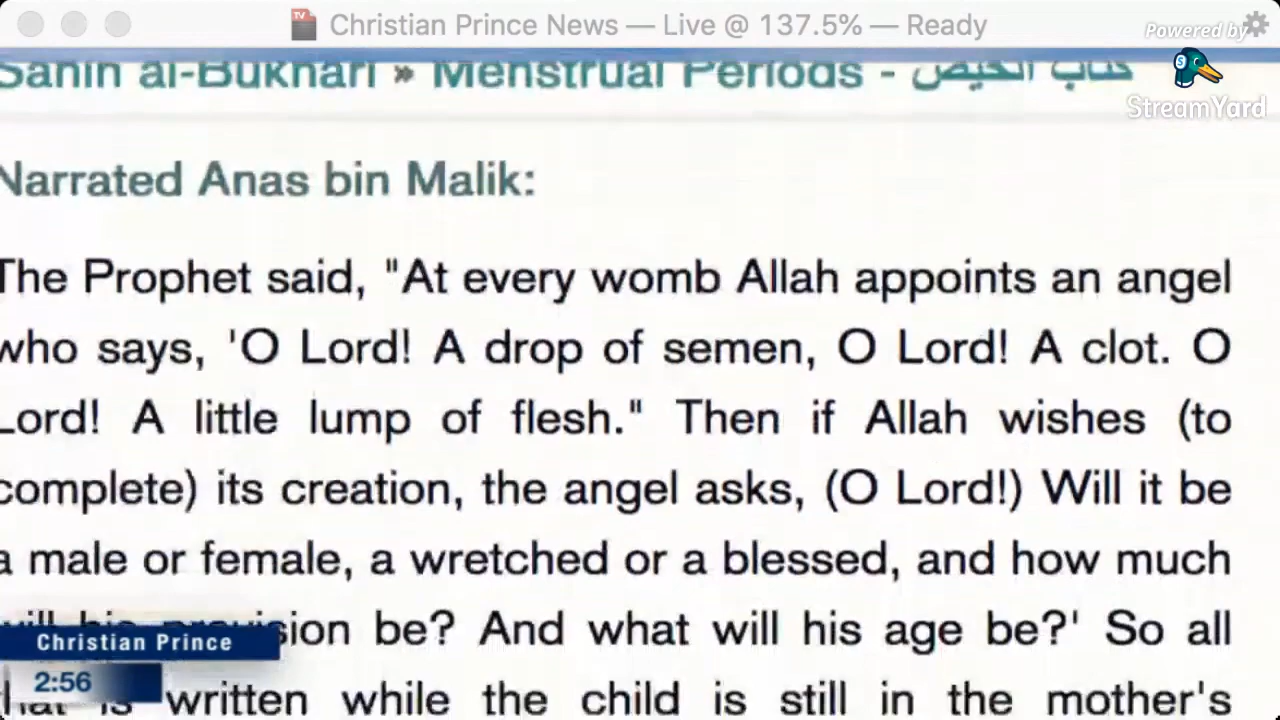 Christian Prince News — Live @ 137.5% — Ready
Powered by
StreamYard
Sahih al-Bukhari » Menstrual Periods - كتاب الحيض
Narrated Anas bin Malik:
The Prophet said, "At every womb Allah appoints an angel
who says, 'O Lord! A drop of semen, O Lord! A clot. O
Lord! A little lump of flesh." Then if Allah wishes (to
complete) its creation, the angel asks, (O Lord!) Will it be
a male or female, a wretched or a blessed, and how much
will his provision be? And what will his age be?' So all
that is written while the child is still in the mother's
Christian Prince
2:56